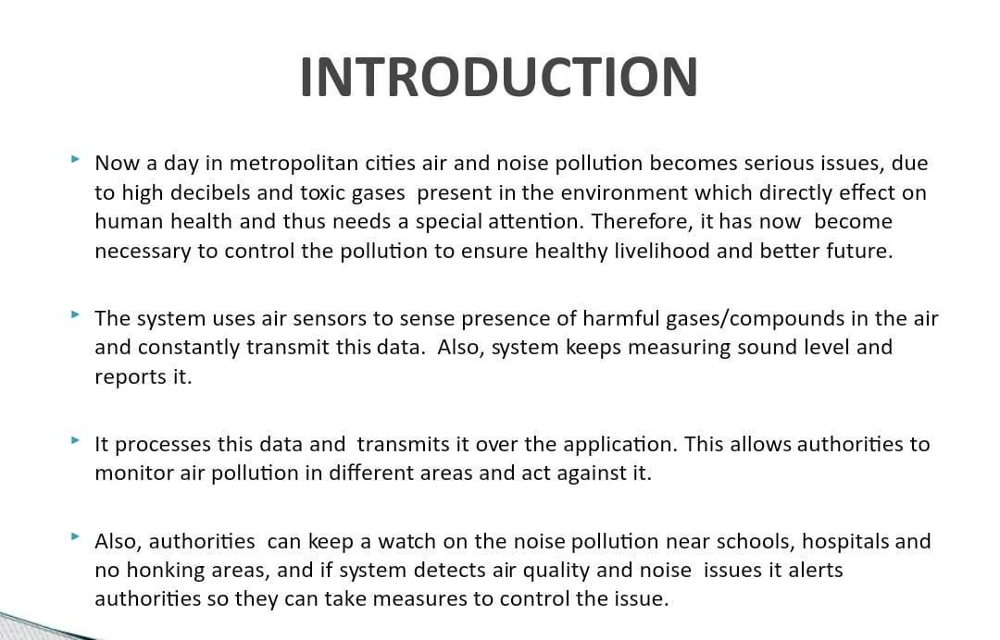 INTRODUCTION
Now a day in metropolitan cities air and noise pollution becomes serious issues, due
to high decibels and toxic gases  present in the environment which directly effect on
human health and thus needs a special attention. Therefore, it has now  become
necessary to control the pollution to ensure healthy livelihood and better future.
The system uses air sensors to sense presence of harmful gases/compounds in the air
and constantly transmit this data.  Also, system keeps measuring sound level and
reports it.
It processes this data and  transmits it over the application. This allows authorities to
monitor air pollution in different areas and act against it.
Also, authorities  can keep a watch on the noise pollution near schools, hospitals and
no honking areas, and if system detects air quality and noise  issues it alerts
authorities so they can take measures to control the issue.